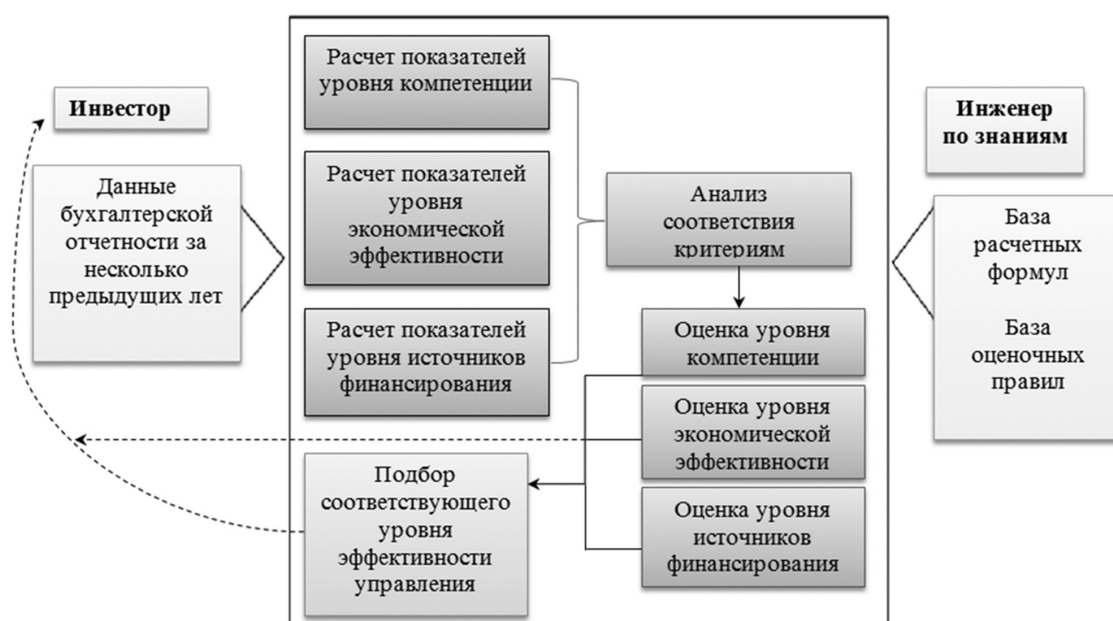 Инвестор
Данные
бухгалтерской
отчетности за
несколько
предыдущих лет
Расчет показателей
уровня компетенции
Расчет показателей
уровня
экономической
эффективности
Расчет показателей
уровня источников
финансирования
Подбор
соответствующего
уровня
эффективности
управления
Анализ
соответствия
критериям
Оценка уровня
компетенции
Оценка уровня
экономической
эффективности
Оценка уровня
источников
финансирования
Инженер
по знаниям
База
расчетных
формул
База
оценочных
правил